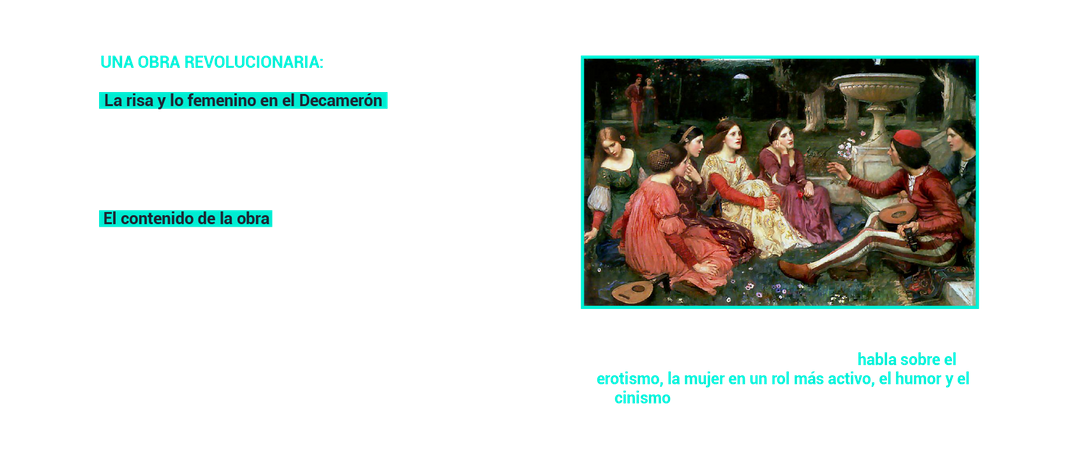 UNA OBRA REVOLUCIONARIA:
La risa y lo femenino en el Decamerón
El contenido de la obra
habla sobre el
erotismo, la mujer en un rol más activo, el humor y el
cinismo